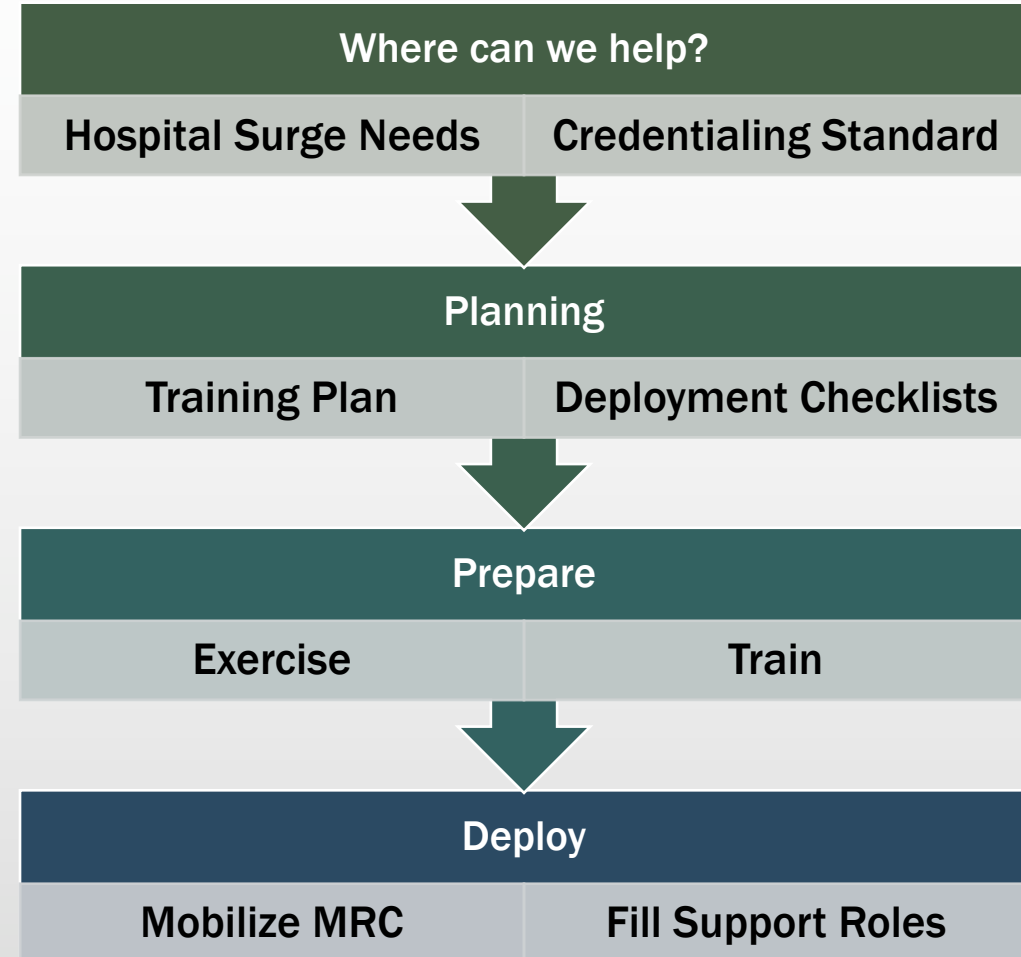 Where can we help?
Hospital Surge Needs
Credentialing Standard
Planning
Training Plan
Deployment Checklists
Prepare
Exercise
Train
Deploy
Mobilize MRC
Fill Support Roles